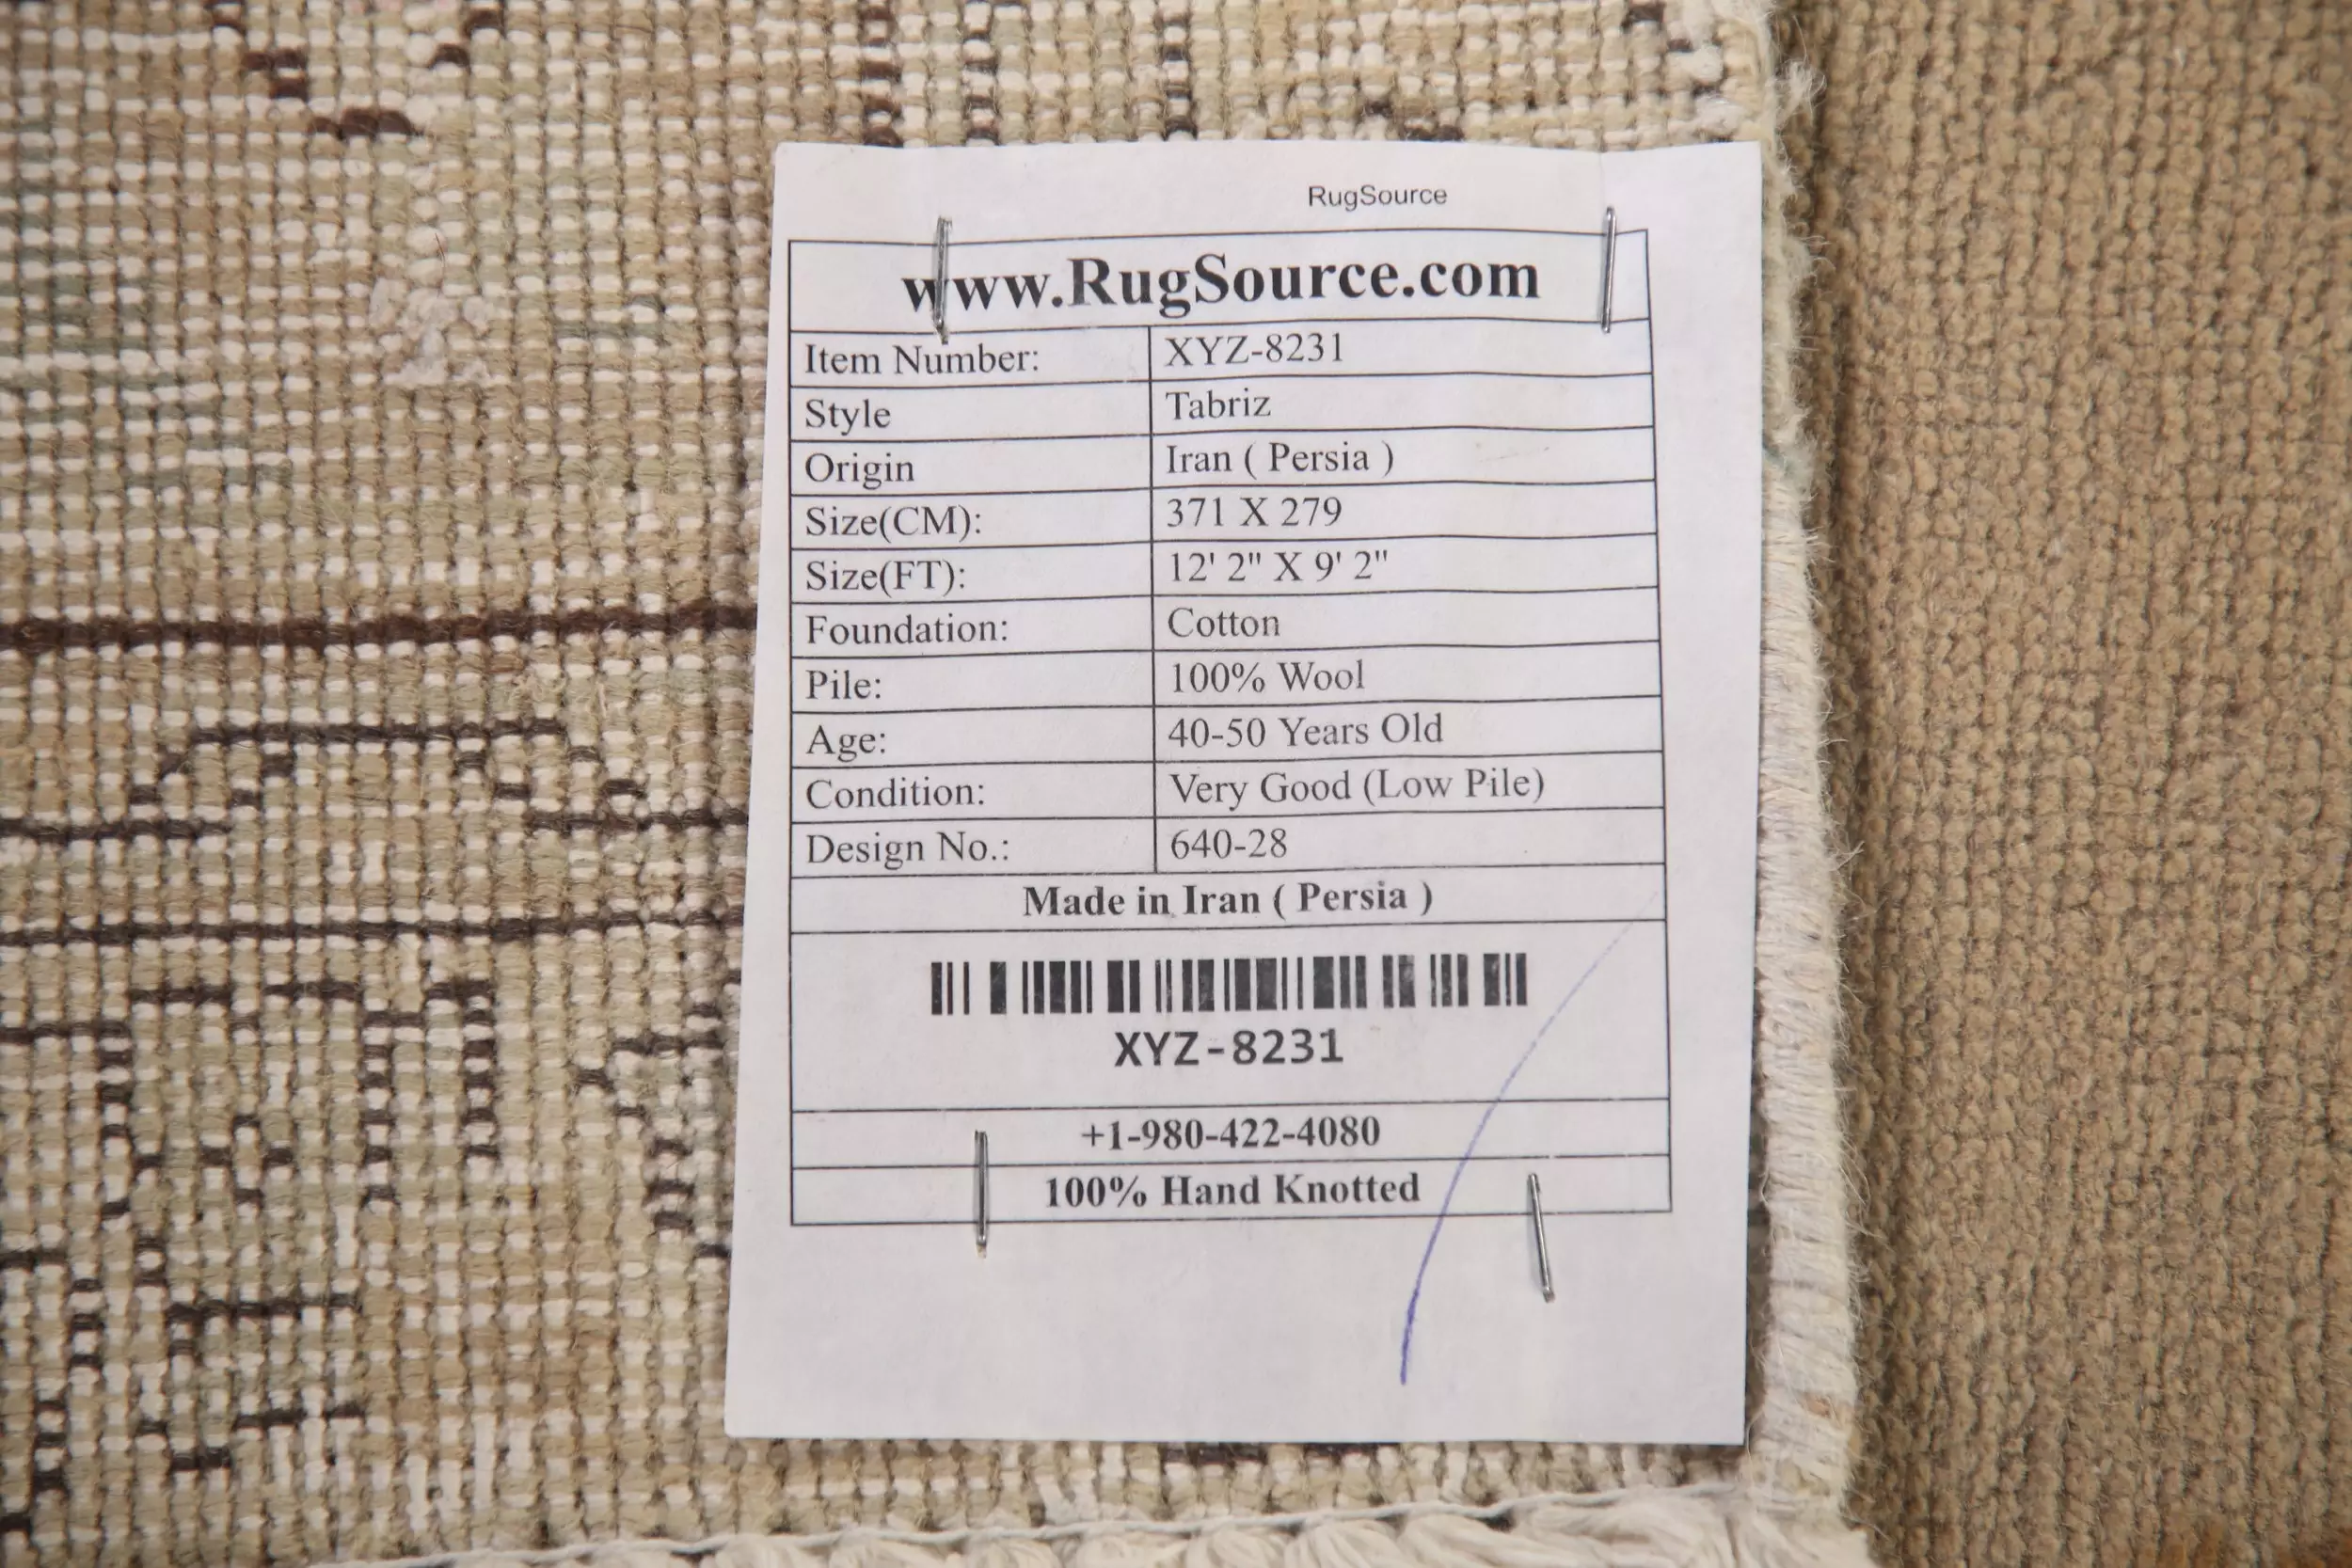 RugSource
www.RugSource.com
Item Number: XYZ-8231
Style Tabriz
Origin Iran ( Persia )
Size(CM): 371 X 279
Size(FT): 12' 2" X 9' 2"
Foundation: Cotton
Pile: 100% Wool
Age: 40-50 Years Old
Condition: Very Good (Low Pile)
Design No.: 640-28
Made in Iran ( Persia )
XYZ-8231
+1-980-422-4080
100% Hand Knotted